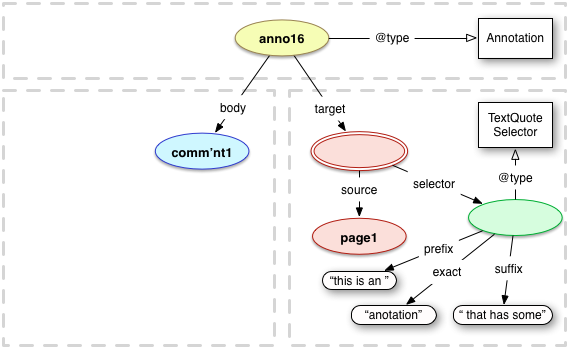 anno16
@type
Annotation
body
target
TextQuote
Selector
comm'nt1
@type
source
selector
page1
prefix
“this is an ”
exact
suffix
“anotation”
“ that has some”